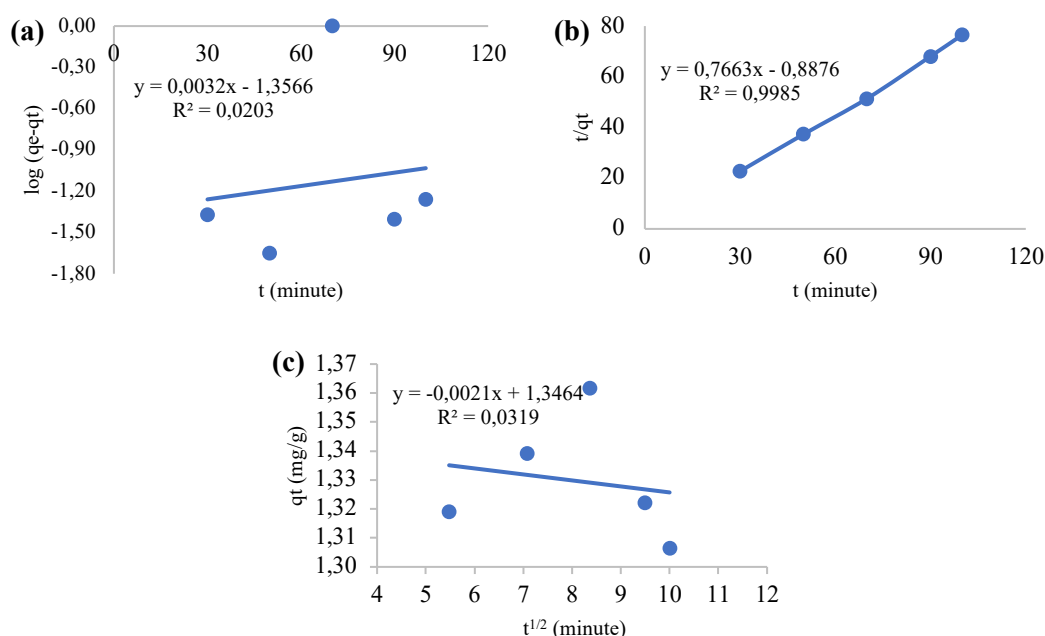 (a)
0,00
-0,30
-0,60
-0,90
-1,20
-1,50
-1,80
0 30 60 90 120
y = 0,0032x - 1,3566
R² = 0,0203
log (qe-qt)
t (minute)
(b)
80
60
40
20
0
0 30 60 90 120
y = 0,7663x - 0,8876
R² = 0,9985
t/qt
t (minute)
(c)
1,37
1,36
1,35
1,34
1,33
1,32
1,31
1,30
4 5 6 7 8 9 10 11 12
y = -0,0021x + 1,3464
R² = 0,0319
qt (mg/g)
t1/2 (minute)